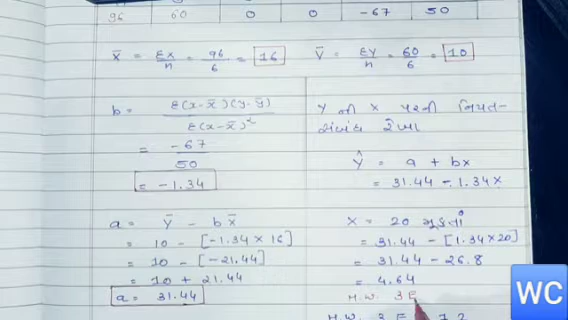 96 60 0 0 -67 50
x̄ = Σx/n = 96/6 = 16 ȳ = Σy/n = 60/6 = 10
b = Σ(x-x̄)(y-ȳ) / Σ(x-x̄)²
= -67/50
= -1.34
a = ȳ - bx̄
= 10 - [-1.34 × 16]
= 10 - [-21.44]
= 10 + 21.44
a = 31.44
Y ની X પરની નિયત-
સંબંધ રેખા
Ŷ = a + bx
= 31.44 - 1.34x
X = 20 મુકતાં
= 31.44 - [1.34×20]
= 31.44 - 26.8
= 4.64
H.W. 3
H.W. 3
WC